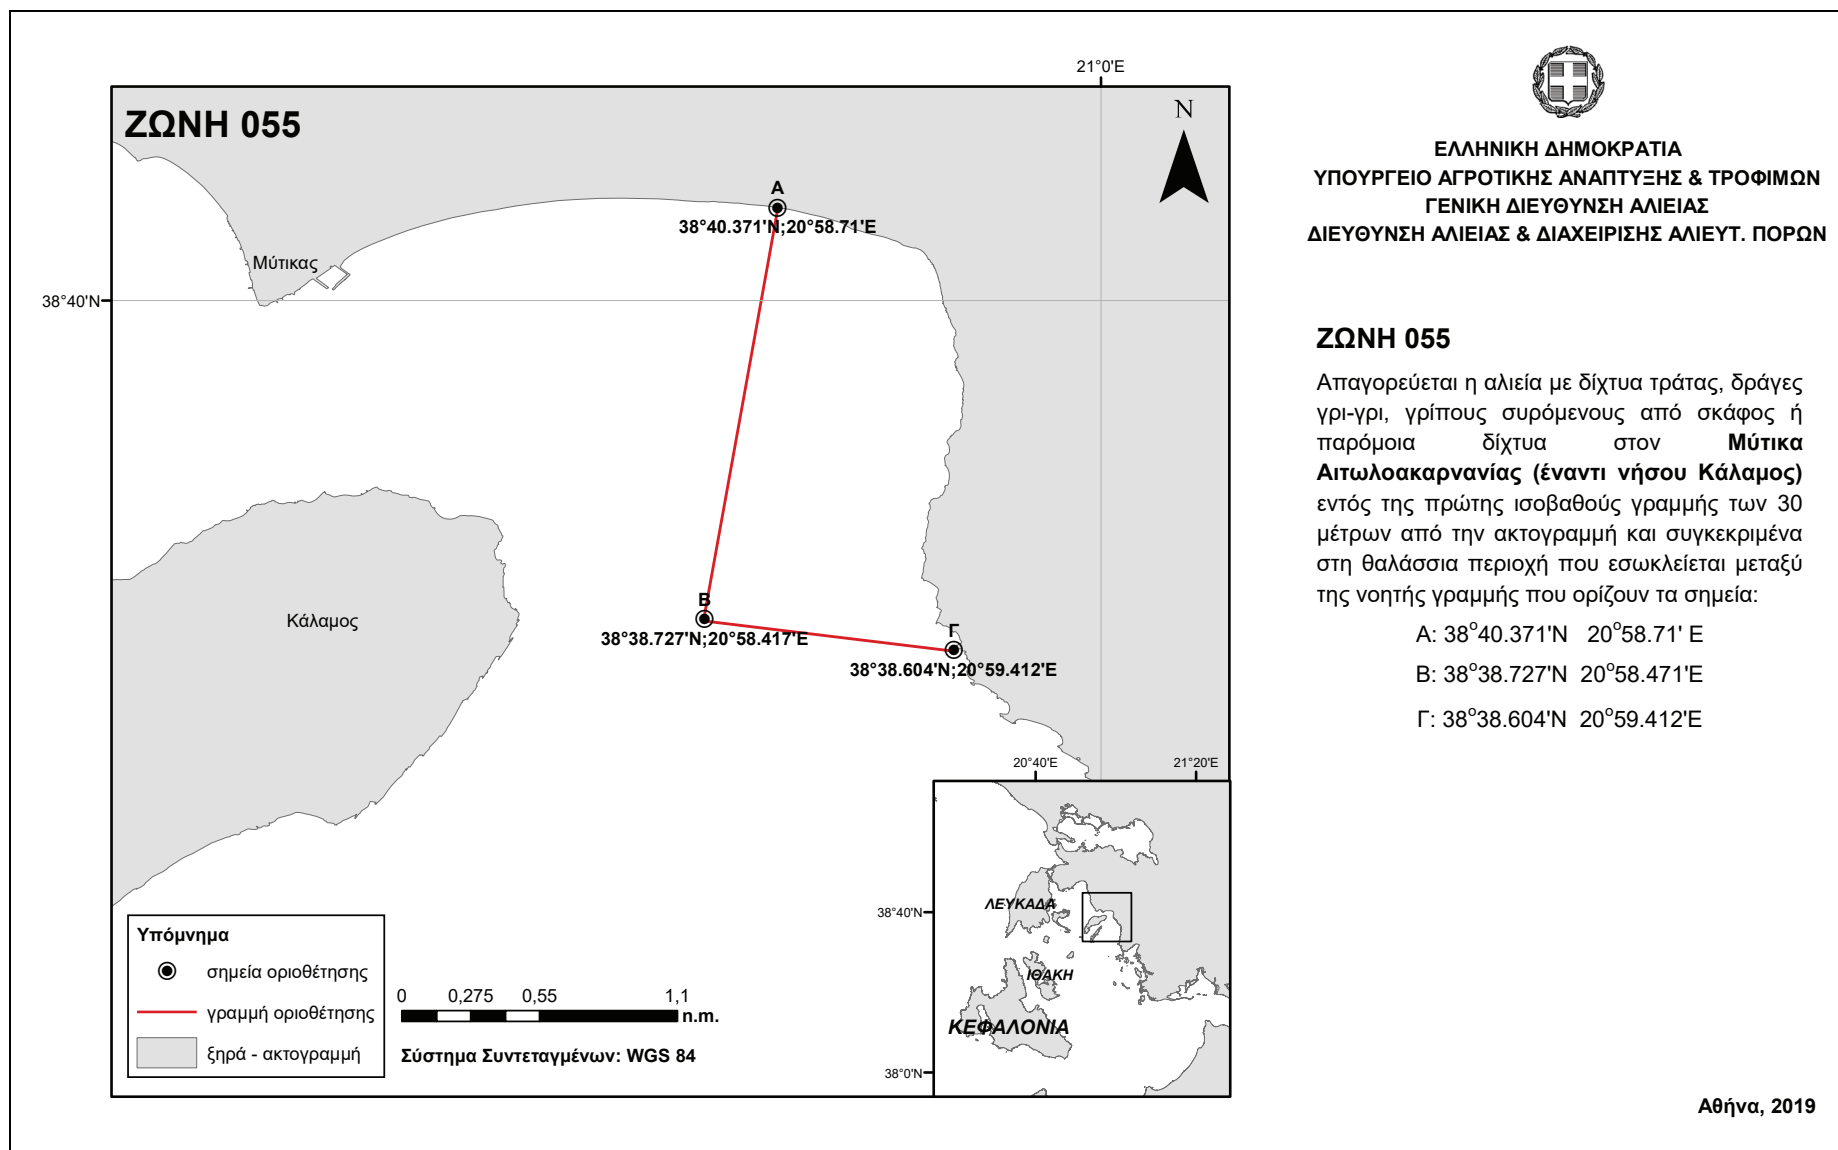 21°0'E
ΖΩΝΗ 055
N
A
38°40.371'N;20°58.71'E
Μύτικας
38°40'N
Κάλαμος
B
38°38.727'N;20°58.417'E
Γ
38°38.604'N;20°59.412'E
20°40'E
21°20'E
38°40'N
38°0'N
ΛΕΥΚΑΔΑ
ΙΘΑΚΗ
ΚΕΦΑΛΟΝΙΑ
Υπόμνημα
σημεία οριοθέτησης
γραμμή οριοθέτησης
ξηρά - ακτογραμμή
0 0,275 0,55 1,1
n.m.
Σύστημα Συντεταγμένων: WGS 84
ΕΛΛΗΝΙΚΗ ΔΗΜΟΚΡΑΤΙΑ
ΥΠΟΥΡΓΕΙΟ ΑΓΡΟΤΙΚΗΣ ΑΝΑΠΤΥΞΗΣ & ΤΡΟΦΙΜΩΝ
ΓΕΝΙΚΗ ΔΙΕΥΘΥΝΣΗ ΑΛΙΕΙΑΣ
ΔΙΕΥΘΥΝΣΗ ΑΛΙΕΙΑΣ & ΔΙΑΧΕΙΡΙΣΗΣ ΑΛΙΕΥΤ. ΠΟΡΩΝ
ΖΩΝΗ 055
Απαγορεύεται η αλιεία με δίχτυα τράτας, δράγες
γρι-γρι, γρίπους συρόμενους από σκάφος ή
παρόμοια δίχτυα στον Μύτικα
Αιτωλοακαρνανίας (έναντι νήσου Κάλαμος)
εντός της πρώτης ισοβαθούς γραμμής των 30
μέτρων από την ακτογραμμή και συγκεκριμένα
στη θαλάσσια περιοχή που εσωκλείεται μεταξύ
της νοητής γραμμής που ορίζουν τα σημεία:
Α: 38°40.371'N 20°58.71' E
Β: 38°38.727'N 20°58.471'E
Γ: 38°38.604'N 20°59.412'E
Αθήνα, 2019